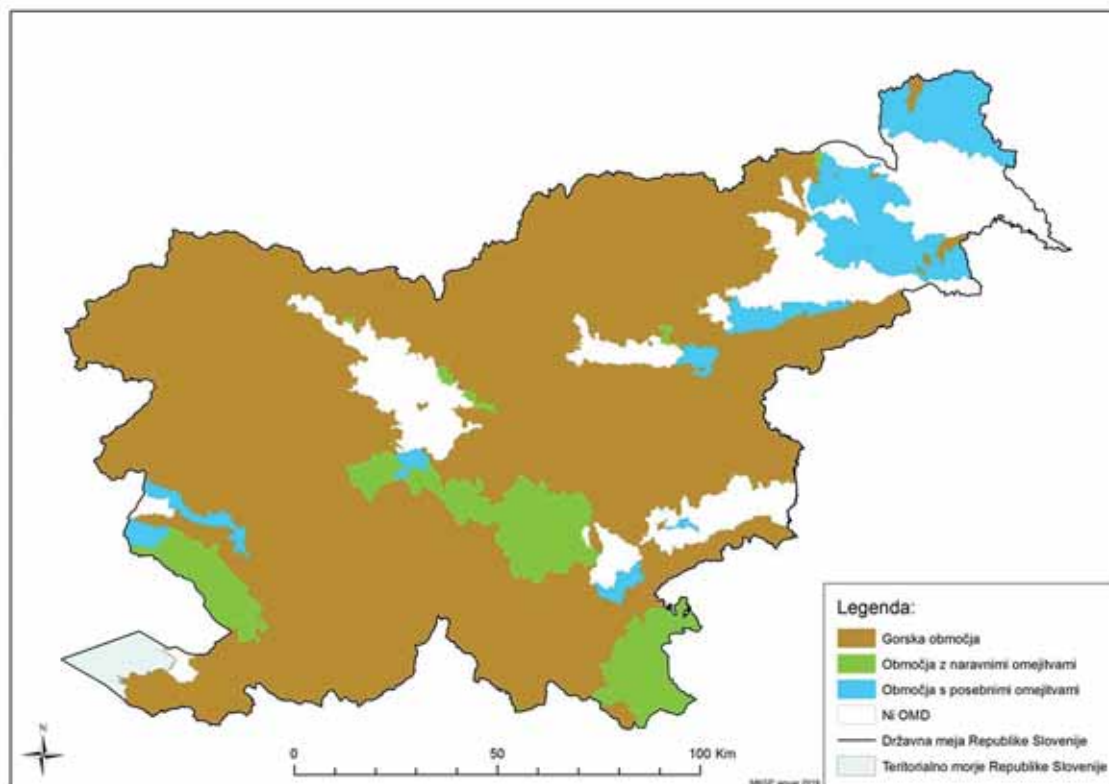 Legenda:
Gorska območja
Območja z naravnimi omejitvami
Območja s posebnimi omejitvami
Ni OMD
Državna meja Republike Slovenije
Teritorialno morje Republike Slovenije
N
0 50 100 Km